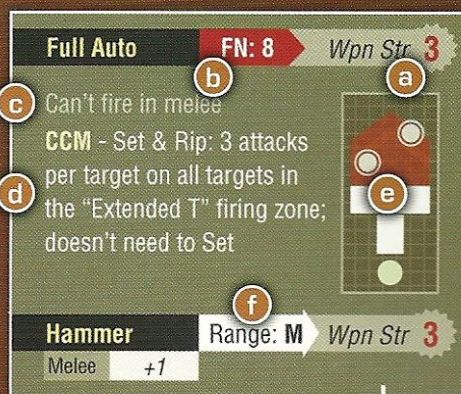 Full Auto FN: 8 Wpn Str 3
b a
c Can't fire in melee
CCM - Set & Rip: 3 attacks
d per target on all targets in e
the "Extended T" firing zone;
doesn't need to Set
f
Hammer Range: M Wpn Str 3
Melee +1